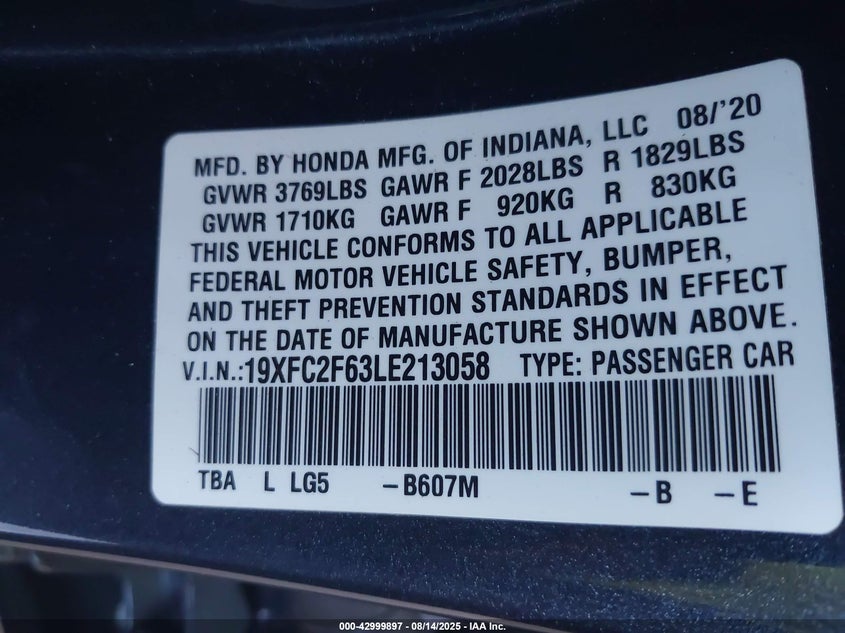 MFD. BY HONDA MFG. OF INDIANA, LLC 08/'20
GVWR 3769LBS GAWR F 2028LBS R 1829LBS
GVWR 1710KG GAWR F 920KG R 830KG
THIS VEHICLE CONFORMS TO ALL APPLICABLE
FEDERAL MOTOR VEHICLE SAFETY, BUMPER,
AND THEFT PREVENTION STANDARDS IN EFFECT
ON THE DATE OF MANUFACTURE SHOWN ABOVE.
V.I.N.:19XFC2F63LE213058 TYPE: PASSENGER CAR
TBA L LG5 -B607M -B -E
000-42999897 - 08/14/2025 - IAA Inc.